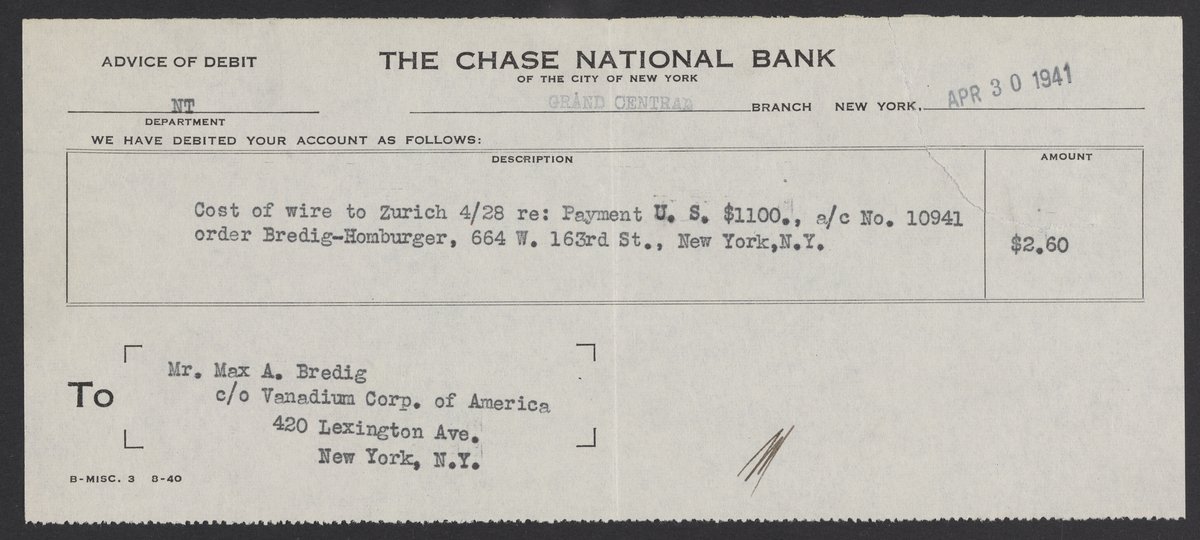 ADVICE OF DEBIT
THE CHASE NATIONAL BANK
OF THE CITY OF NEW YORK
NT
DEPARTMENT
GRAND CENTRAL BRANCH NEW YORK, APR 30 1941
WE HAVE DEBITED YOUR ACCOUNT AS FOLLOWS:
DESCRIPTION
AMOUNT
Cost of wire to Zurich 4/28 re: Payment U. S. $1100., a/c No. 10941
order Bredig-Homburger, 664 W. 163rd St., New York,N.Y.
$2.60
To
Mr. Max A. Bredig
c/o Vanadium Corp. of America
420 Lexington Ave.
New York, N.Y.
B-MISC. 3 8-40